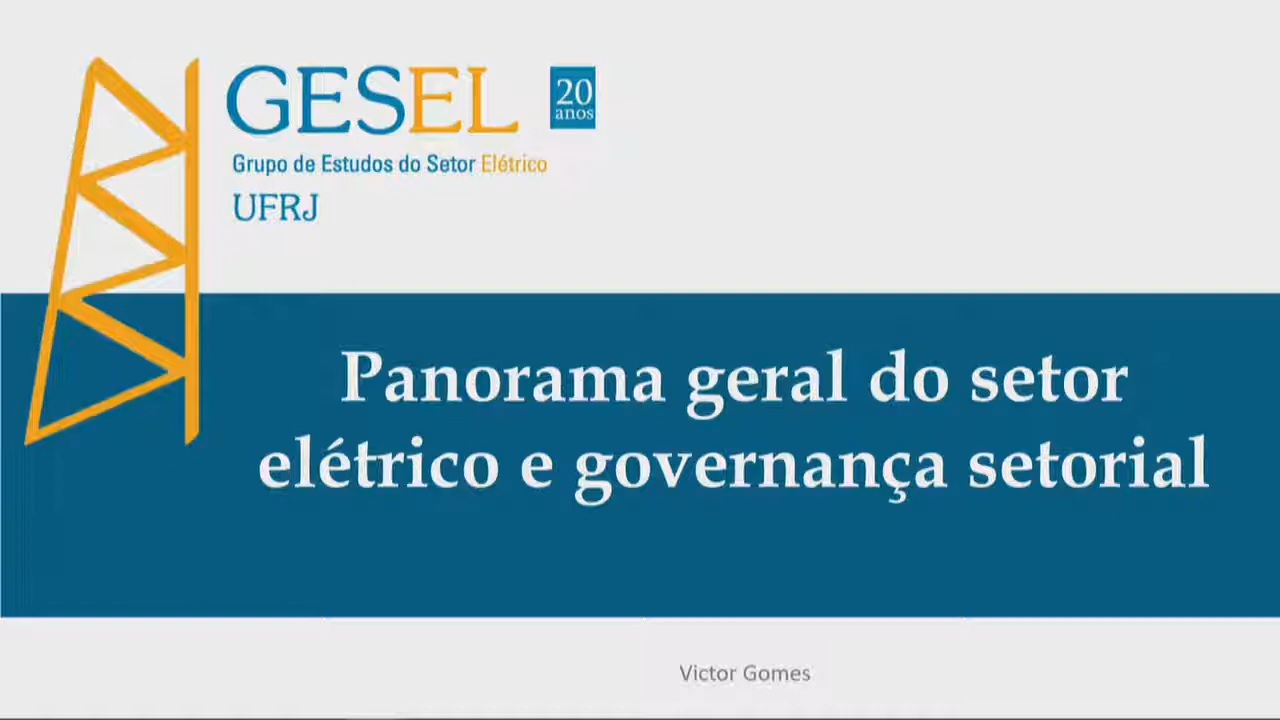 GESEL
20
anos
Grupo de Estudos do Setor Elétrico
UFRJ
Panorama geral do setor
elétrico e governança setorial
Victor Gomes